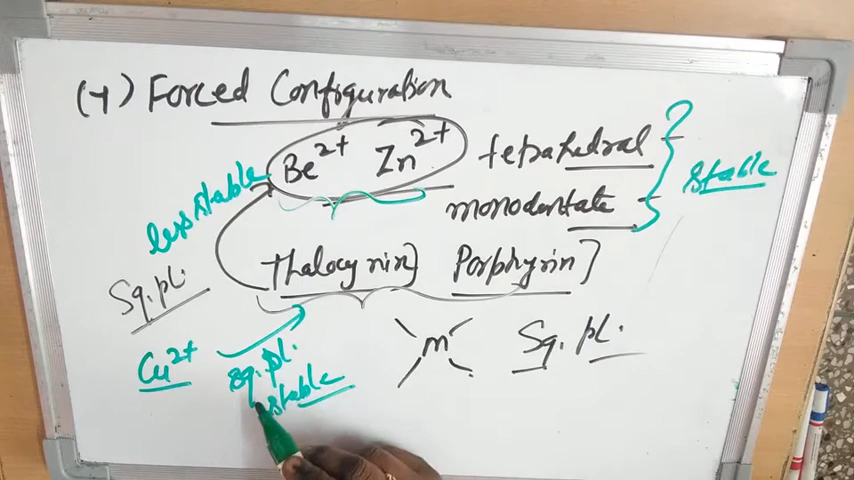 (4) Forced Configuration
Be²⁺ Zn²⁺ tetrahedral
less stable
stable
monodentate
thalocynin] Porphyrin]
Sq. pl.
Cu²⁺ sq. pl.
stable
m Sq. pl.